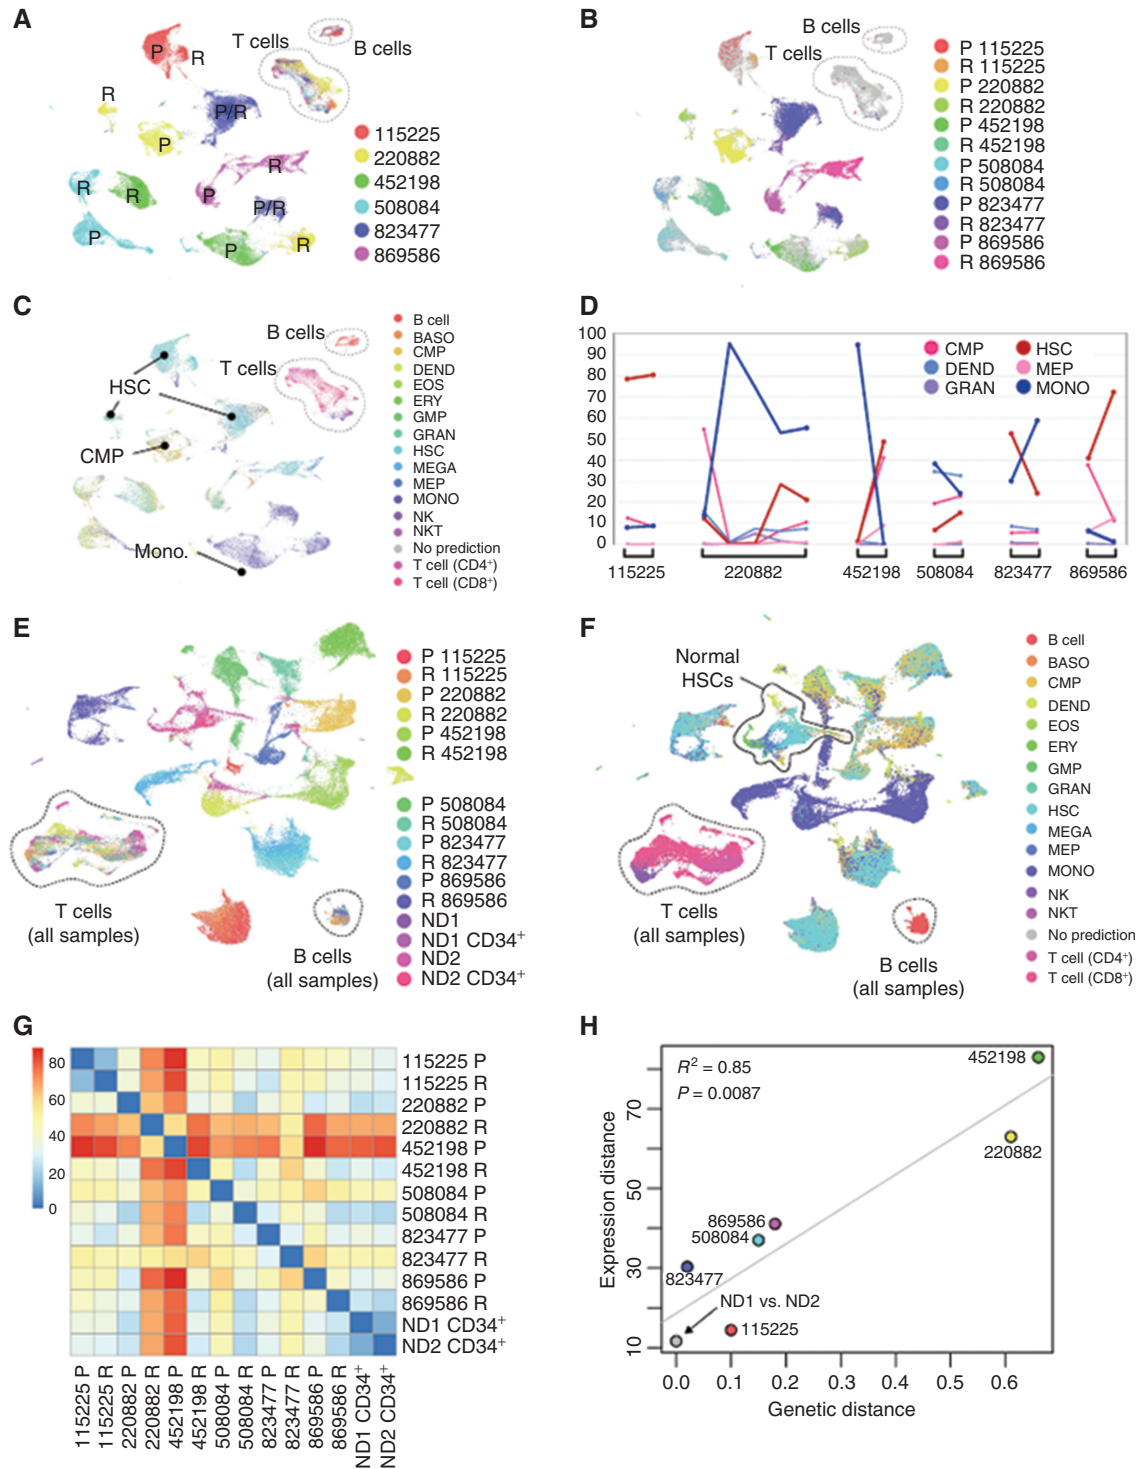 A
T cells
B cells
P
R
R
P/R
P
R
R
R
P
P/R
P
P
R
115225
220882
452198
508084
823477
869586
B
B cells
T cells
P 115225
R 115225
P 220882
R 220882
P 452198
R 452198
P 508084
R 508084
P 823477
R 823477
P 869586
R 869586
C
B cells
T cells
HSC
CMP
Mono.
B cell
BASO
CMP
DEND
EOS
ERY
GMP
GRAN
HSC
MEGA
MEP
MONO
NK
NKT
No prediction
T cell (CD4+)
T cell (CD8+)
D
100
90
80
70
60
50
40
30
20
10
0
CMP
DEND
GRAN
HSC
MEP
MONO
115225
220882
452198
508084
823477
869586
E
P 115225
R 115225
P 220882
R 220882
P 452198
R 452198
P 508084
R 508084
P 823477
R 823477
P 869586
R 869586
ND1
ND1 CD34+
ND2
ND2 CD34+
T cells
(all samples)
B cells
(all samples)
F
Normal
HSCs
T cells
(all samples)
B cells
(all samples)
B cell
BASO
CMP
DEND
EOS
ERY
GMP
GRAN
HSC
MEGA
MEP
MONO
NK
NKT
No prediction
T cell (CD4+)
T cell (CD8+)
G
80
60
40
20
0
115225 P
115225 R
220882 P
220882 R
452198 P
452198 R
508084 P
508084 R
823477 P
823477 R
869586 P
869586 R
ND1 CD34+
ND2 CD34+
115225 P
115225 R
220882 P
220882 R
452198 P
452198 R
508084 P
508084 R
823477 P
823477 R
869586 P
869586 R
ND1 CD34+
ND2 CD34+
H
R² = 0.85
P = 0.0087
452198
220882
869586
508084
823477
ND1 vs. ND2
115225
Expression distance
70
50
30
10
0.0
0.1
0.2
0.3
0.4
0.5
0.6
Genetic distance